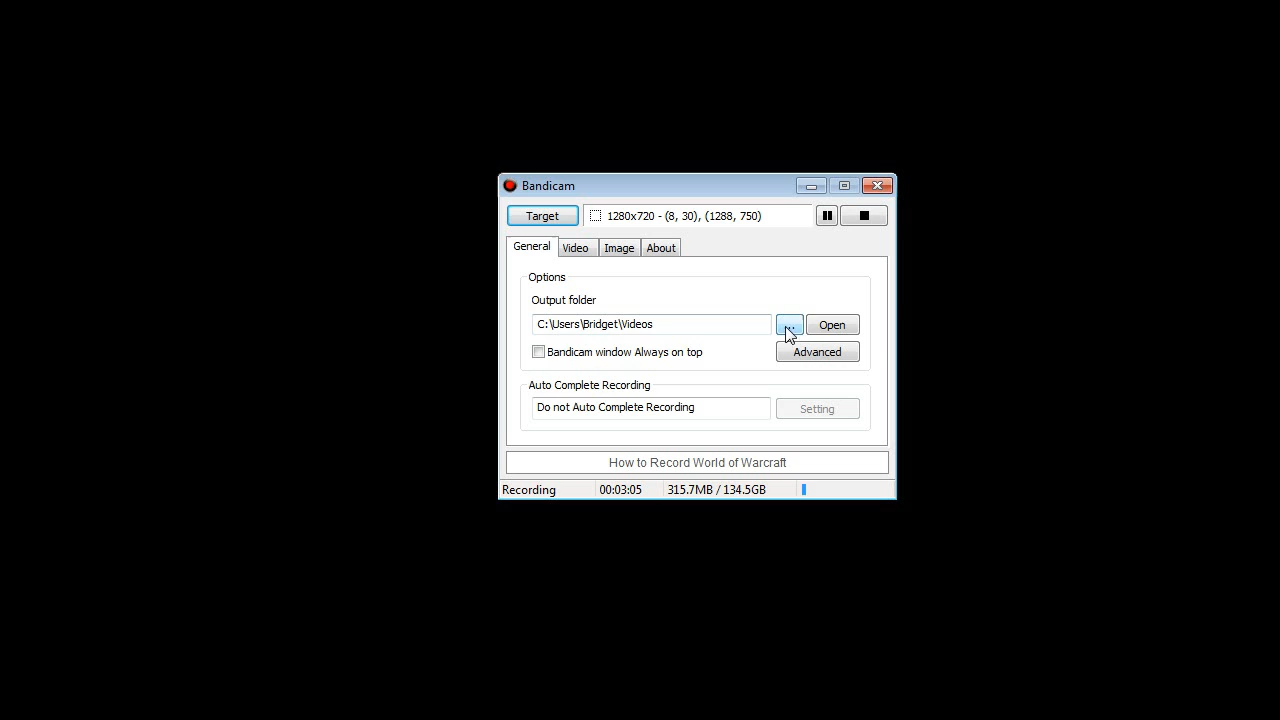 Bandicam
Target 1280x720 - (8, 30), (1288, 750)
General Video Image About
Options
Output folder
C:\Users\Bridget\Videos ... Open
Bandicam window Always on top Advanced
Auto Complete Recording
Do not Auto Complete Recording Setting
How to Record World of Warcraft
Recording 00:03:05 315.7MB / 134.5GB